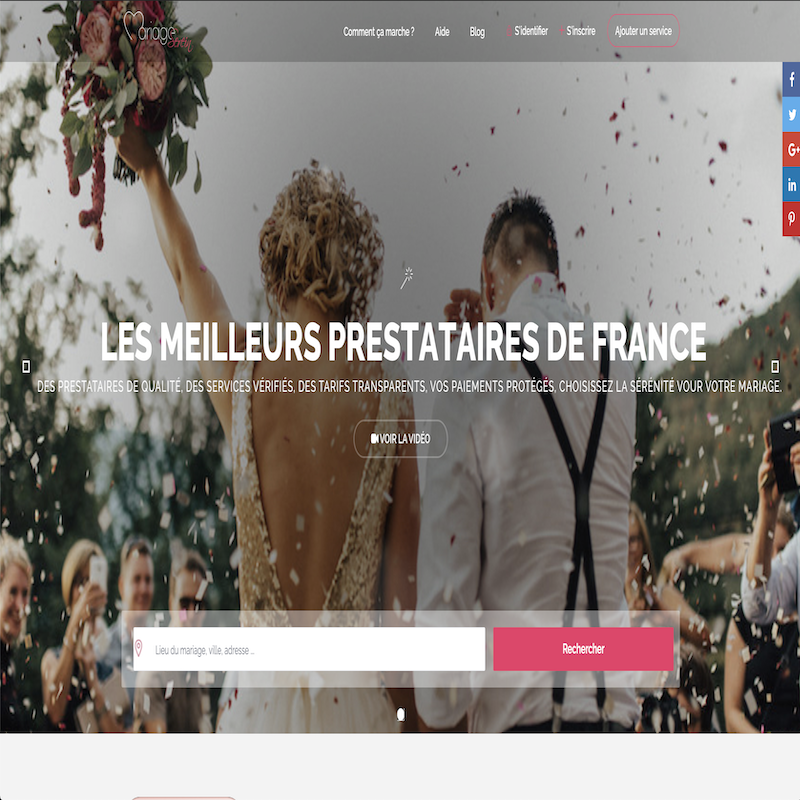 Mariage
Serein
Comment ça marche ?
Aide
Blog
S'identifier
S'inscrire
Ajouter un service
LES MEILLEURS PRESTATAIRES DE FRANCE
DES PRESTATAIRES DE QUALITÉ, DES SERVICES VÉRIFIÉS, DES TARIFS TRANSPARENTS, VOS PAIEMENTS PROTÉGÉS, CHOISISSEZ LA SÉRÉNITÉ VOUR VOTRE MARIAGE.
VOIR LA VIDÉO
Lieu du mariage, ville, adresse ...
Rechercher